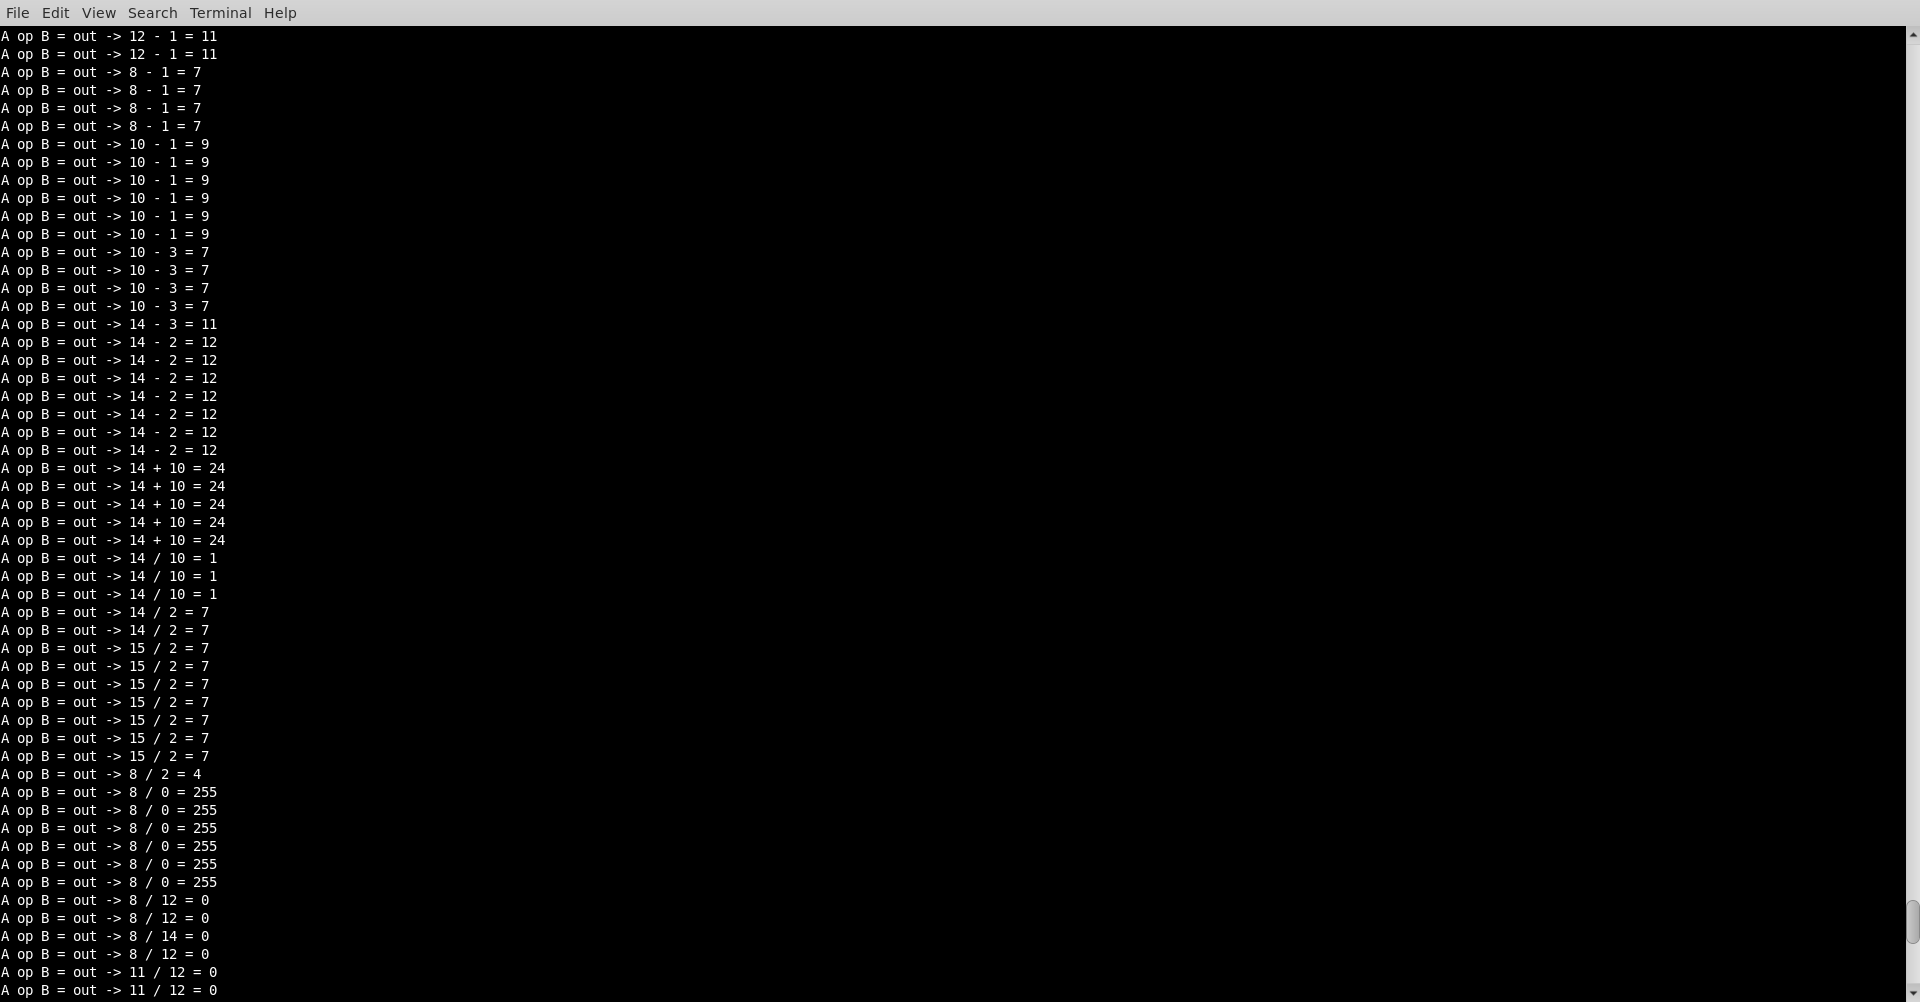 File Edit View Search Terminal Help
A op B = out -> 12 - 1 = 11
A op B = out -> 12 - 1 = 11
A op B = out -> 8 - 1 = 7
A op B = out -> 8 - 1 = 7
A op B = out -> 8 - 1 = 7
A op B = out -> 8 - 1 = 7
A op B = out -> 10 - 1 = 9
A op B = out -> 10 - 1 = 9
A op B = out -> 10 - 1 = 9
A op B = out -> 10 - 1 = 9
A op B = out -> 10 - 1 = 9
A op B = out -> 10 - 1 = 9
A op B = out -> 10 - 3 = 7
A op B = out -> 10 - 3 = 7
A op B = out -> 10 - 3 = 7
A op B = out -> 10 - 3 = 7
A op B = out -> 14 - 3 = 11
A op B = out -> 14 - 2 = 12
A op B = out -> 14 - 2 = 12
A op B = out -> 14 - 2 = 12
A op B = out -> 14 - 2 = 12
A op B = out -> 14 - 2 = 12
A op B = out -> 14 - 2 = 12
A op B = out -> 14 - 2 = 12
A op B = out -> 14 + 10 = 24
A op B = out -> 14 + 10 = 24
A op B = out -> 14 + 10 = 24
A op B = out -> 14 + 10 = 24
A op B = out -> 14 + 10 = 24
A op B = out -> 14 / 10 = 1
A op B = out -> 14 / 10 = 1
A op B = out -> 14 / 10 = 1
A op B = out -> 14 / 2 = 7
A op B = out -> 14 / 2 = 7
A op B = out -> 15 / 2 = 7
A op B = out -> 15 / 2 = 7
A op B = out -> 15 / 2 = 7
A op B = out -> 15 / 2 = 7
A op B = out -> 15 / 2 = 7
A op B = out -> 15 / 2 = 7
A op B = out -> 15 / 2 = 7
A op B = out -> 8 / 2 = 4
A op B = out -> 8 / 0 = 255
A op B = out -> 8 / 0 = 255
A op B = out -> 8 / 0 = 255
A op B = out -> 8 / 0 = 255
A op B = out -> 8 / 0 = 255
A op B = out -> 8 / 0 = 255
A op B = out -> 8 / 12 = 0
A op B = out -> 8 / 12 = 0
A op B = out -> 8 / 14 = 0
A op B = out -> 8 / 12 = 0
A op B = out -> 11 / 12 = 0
A op B = out -> 11 / 12 = 0